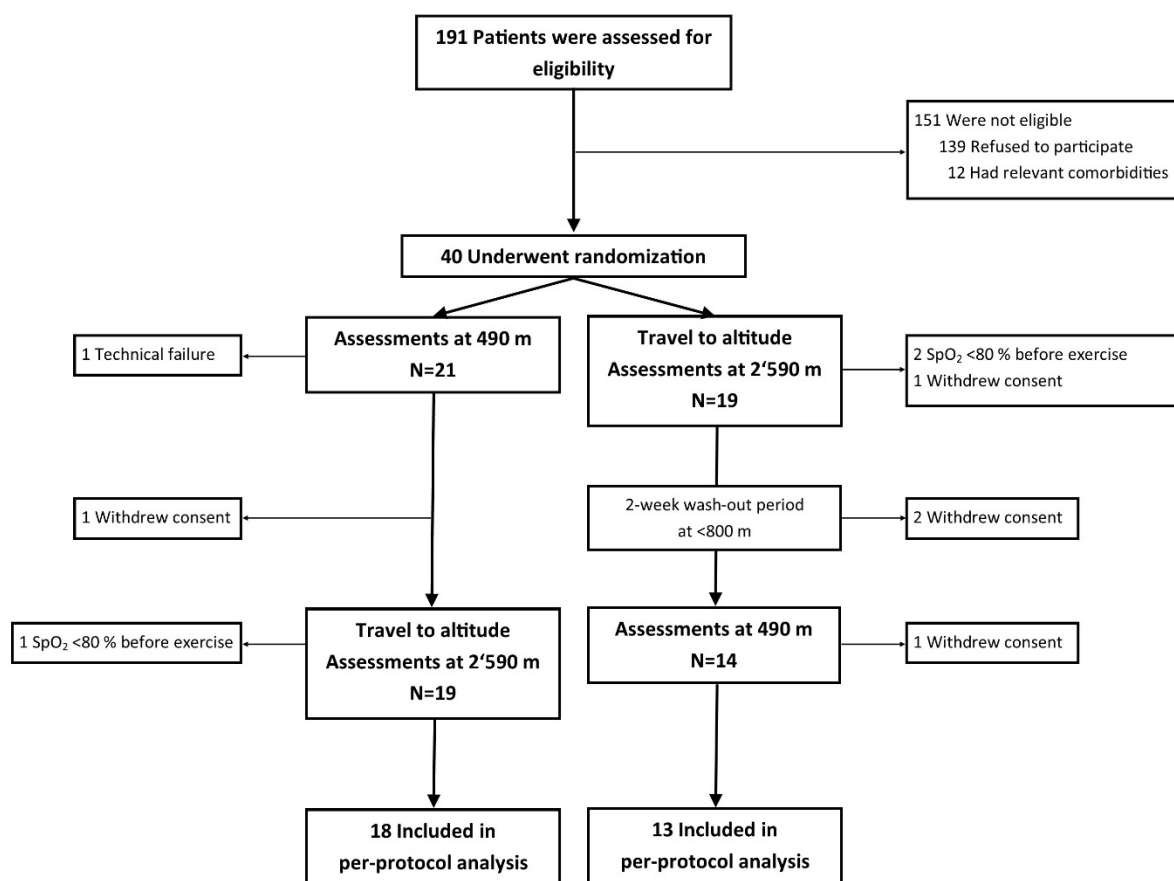 191 Patients were assessed for
eligibility
151 Were not eligible
139 Refused to participate
12 Had relevant comorbidities
40 Underwent randomization
1 Technical failure
Assessments at 490 m
N=21
Travel to altitude
Assessments at 2‘590 m
N=19
2 SpO₂ <80 % before exercise
1 Withdrew consent
1 Withdrew consent
2-week wash-out period
at <800 m
2 Withdrew consent
1 SpO₂ <80 % before exercise
Travel to altitude
Assessments at 2‘590 m
N=19
Assessments at 490 m
N=14
1 Withdrew consent
18 Included in
per-protocol analysis
13 Included in
per-protocol analysis